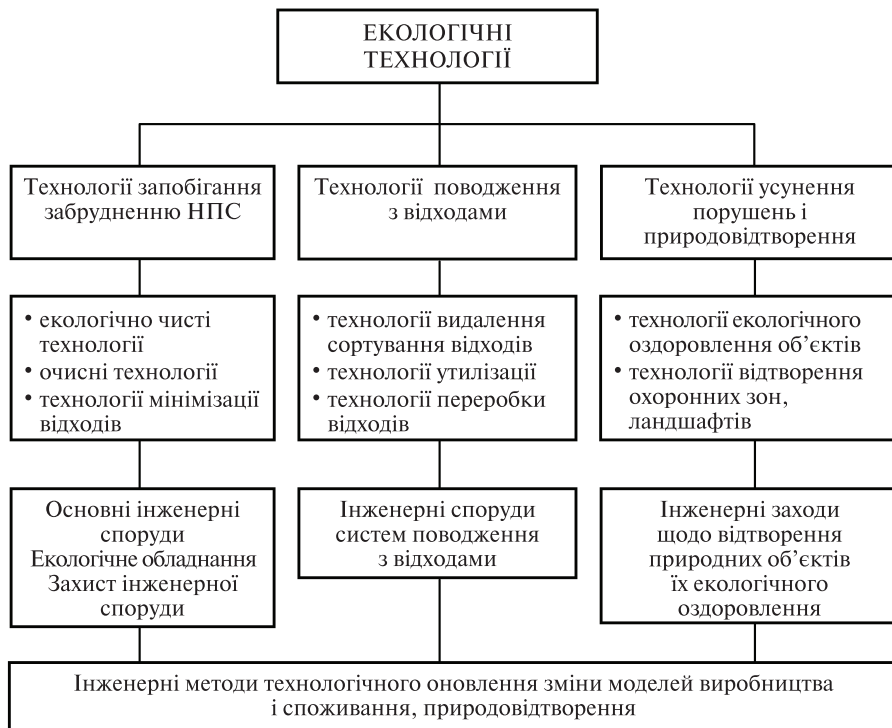 ЕКОЛОГІЧНІ
ТЕХНОЛОГІЇ
Технології запобігання
забрудненню НПС
Технології поводження
з відходами
Технології усунення
порушень і
природовідтворення
• екологічно чисті
технології
• очисні технології
• технології мінімізації
відходів
• технології видалення
сортування відходів
• технології утилізації
• технології переробки
відходів
• технології екологічного
оздоровлення об’єктів
• технології відтворення
охоронних зон,
ландшафтів
Основні інженерні
споруди
Екологічне обладнання
Захист інженерної
споруди
Інженерні споруди
систем поводження
з відходами
Інженерні заходи
щодо відтворення
природних об’єктів
їх екологічного
оздоровлення
Інженерні методи технологічного оновлення зміни моделей виробництва
і споживання, природовідтворення